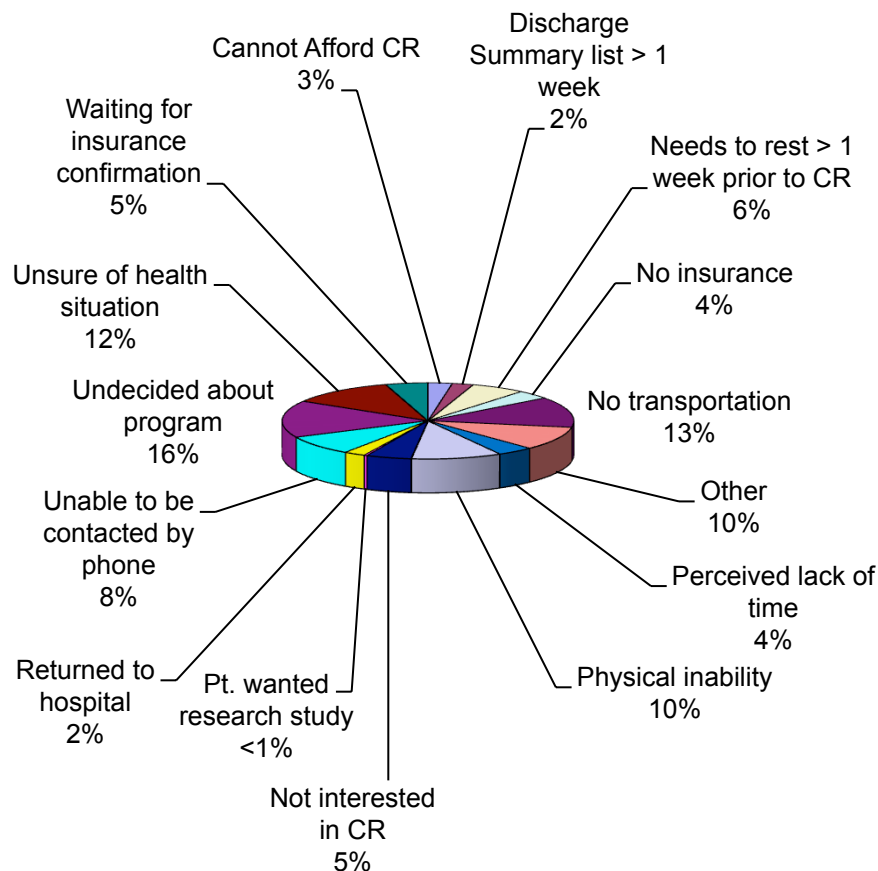 Discharge
Summary list > 1
week
2%
Cannot Afford CR
3%
Waiting for
insurance
confirmation
5%
Needs to rest > 1
week prior to CR
6%
Unsure of health
situation
12%
No insurance
4%
Undecided about
program
16%
No transportation
13%
Unable to be
contacted by
phone
8%
Other
10%
Perceived lack of
time
4%
Returned to
hospital
2%
Pt. wanted
research study
<1%
Physical inability
10%
Not interested
in CR
5%